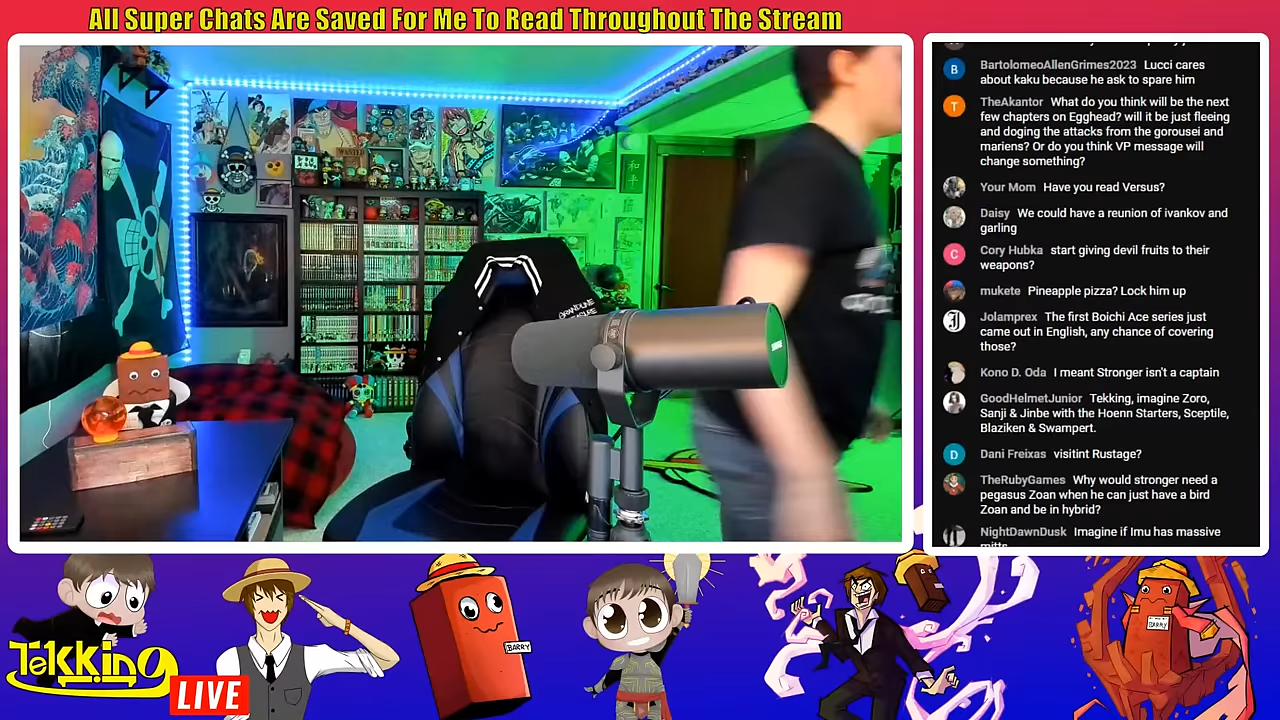 All Super Chats Are Saved For Me To Read Throughout The Stream
BartolomeoAllenGrimes2023 Lucci cares
about kaku because he ask to spare him
TheAkantor What do you think will be the next
few chapters on Egghead? will it be just fleeing
and doging the attacks from the gorousei and
mariens? Or do you think VP message will
change something?
Your Mom Have you read Versus?
Daisy We could have a reunion of ivankov and
garling
Cory Hubka start giving devil fruits to their
weapons?
mukete Pineapple pizza? Lock him up
Jolamprex The first Boichi Ace series just
came out in English, any chance of covering
those?
Kono D. Oda I meant Stronger isn't a captain
GoodHelmetJunior Tekking, imagine Zoro,
Sanji & Jinbe with the Hoenn Starters, Sceptile,
Blaziken & Swampert.
Dani Freixas visitint Rustage?
TheRubyGames Why would stronger need a
pegasus Zoan when he can just have a bird
Zoan and be in hybrid?
NightDawnDusk Imagine if Imu has massive
mitts
B
T
C
J
D
WANTED
和平
Tekking
LIVE
BARRY
BARRY